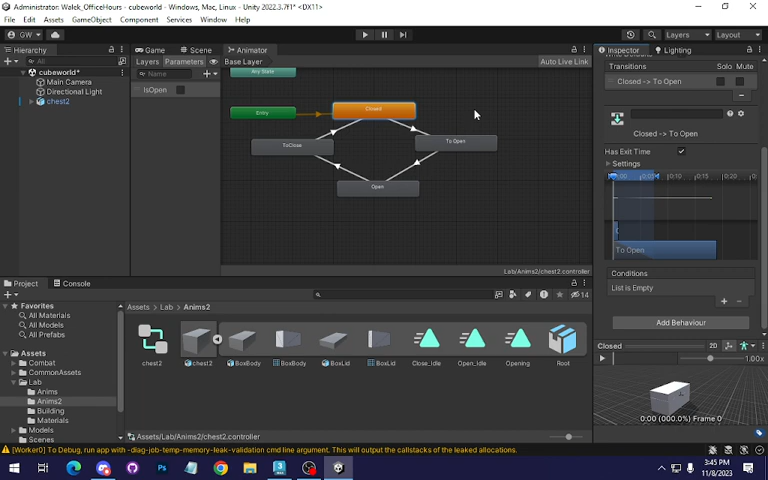 Administrator: Walek_OfficeHours - cubeworld - Windows, Mac, Linux - Unity 2022.3.7f1* <DX11>
File Edit Assets GameObject Component Services Window Help
GW
Layers
Layout
Hierarchy
All
cubeworld*
Main Camera
Directional Light
chest2
Game
Scene
Animator
Layers Parameters
Base Layer
Auto Live Link
Name
IsOpen
Any State
Entry
Closed
ToClose
To Open
Open
Lab/Anims2/chest2.controller
Inspector
Lighting
Transitions Solo Mute
Closed -> To Open
Closed -> To Open
Has Exit Time
Settings
To Open
Conditions
List is Empty
Add Behaviour
Closed
2D
1.00x
0:00 (000.0%) Frame 0
Project
Console
14
Favorites
All Materials
All Models
All Prefabs
Assets
Combat
CommonAssets
Lab
Anims
Anims2
Building
Materials
Models
Scenes
Assets > Lab > Anims2
chest2
chest2
BoxBody
BoxBody
BoxLid
BoxLid
Close_Idle
Open_Idle
Opening
Root
Assets/Lab/Anims2/chest2.controller
[Worker0] To Debug, run app with -diag-job-temp-memory-leak-validation cmd line argument. This will output the callstacks of the leaked allocations.
3:45 PM
11/8/2023